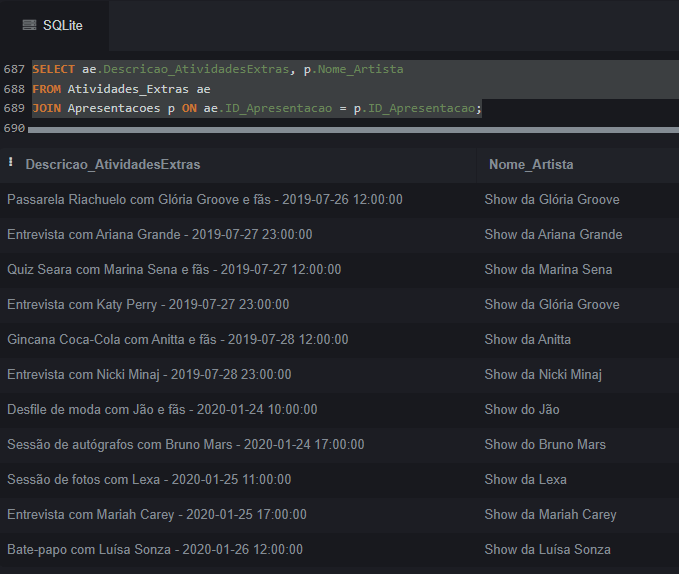 SQLite
687 SELECT ae.Descricao_AtividadesExtras, p.Nome_Artista
688 FROM Atividades_Extras ae
689 JOIN Apresentacoes p ON ae.ID_Apresentacao = p.ID_Apresentacao;
690
Descricao_AtividadesExtras Nome_Artista
Passarela Riachuelo com Glória Groove e fãs - 2019-07-26 12:00:00 Show da Glória Groove
Entrevista com Ariana Grande - 2019-07-27 23:00:00 Show da Ariana Grande
Quiz Seara com Marina Sena e fãs - 2019-07-27 12:00:00 Show da Marina Sena
Entrevista com Katy Perry - 2019-07-27 23:00:00 Show da Glória Groove
Gincana Coca-Cola com Anitta e fãs - 2019-07-28 12:00:00 Show da Anitta
Entrevista com Nicki Minaj - 2019-07-28 23:00:00 Show da Nicki Minaj
Desfile de moda com Jão e fãs - 2020-01-24 10:00:00 Show do Jão
Sessão de autógrafos com Bruno Mars - 2020-01-24 17:00:00 Show do Bruno Mars
Sessão de fotos com Lexa - 2020-01-25 11:00:00 Show da Lexa
Entrevista com Mariah Carey - 2020-01-25 17:00:00 Show da Mariah Carey
Bate-papo com Luísa Sonza - 2020-01-26 12:00:00 Show da Luísa Sonza